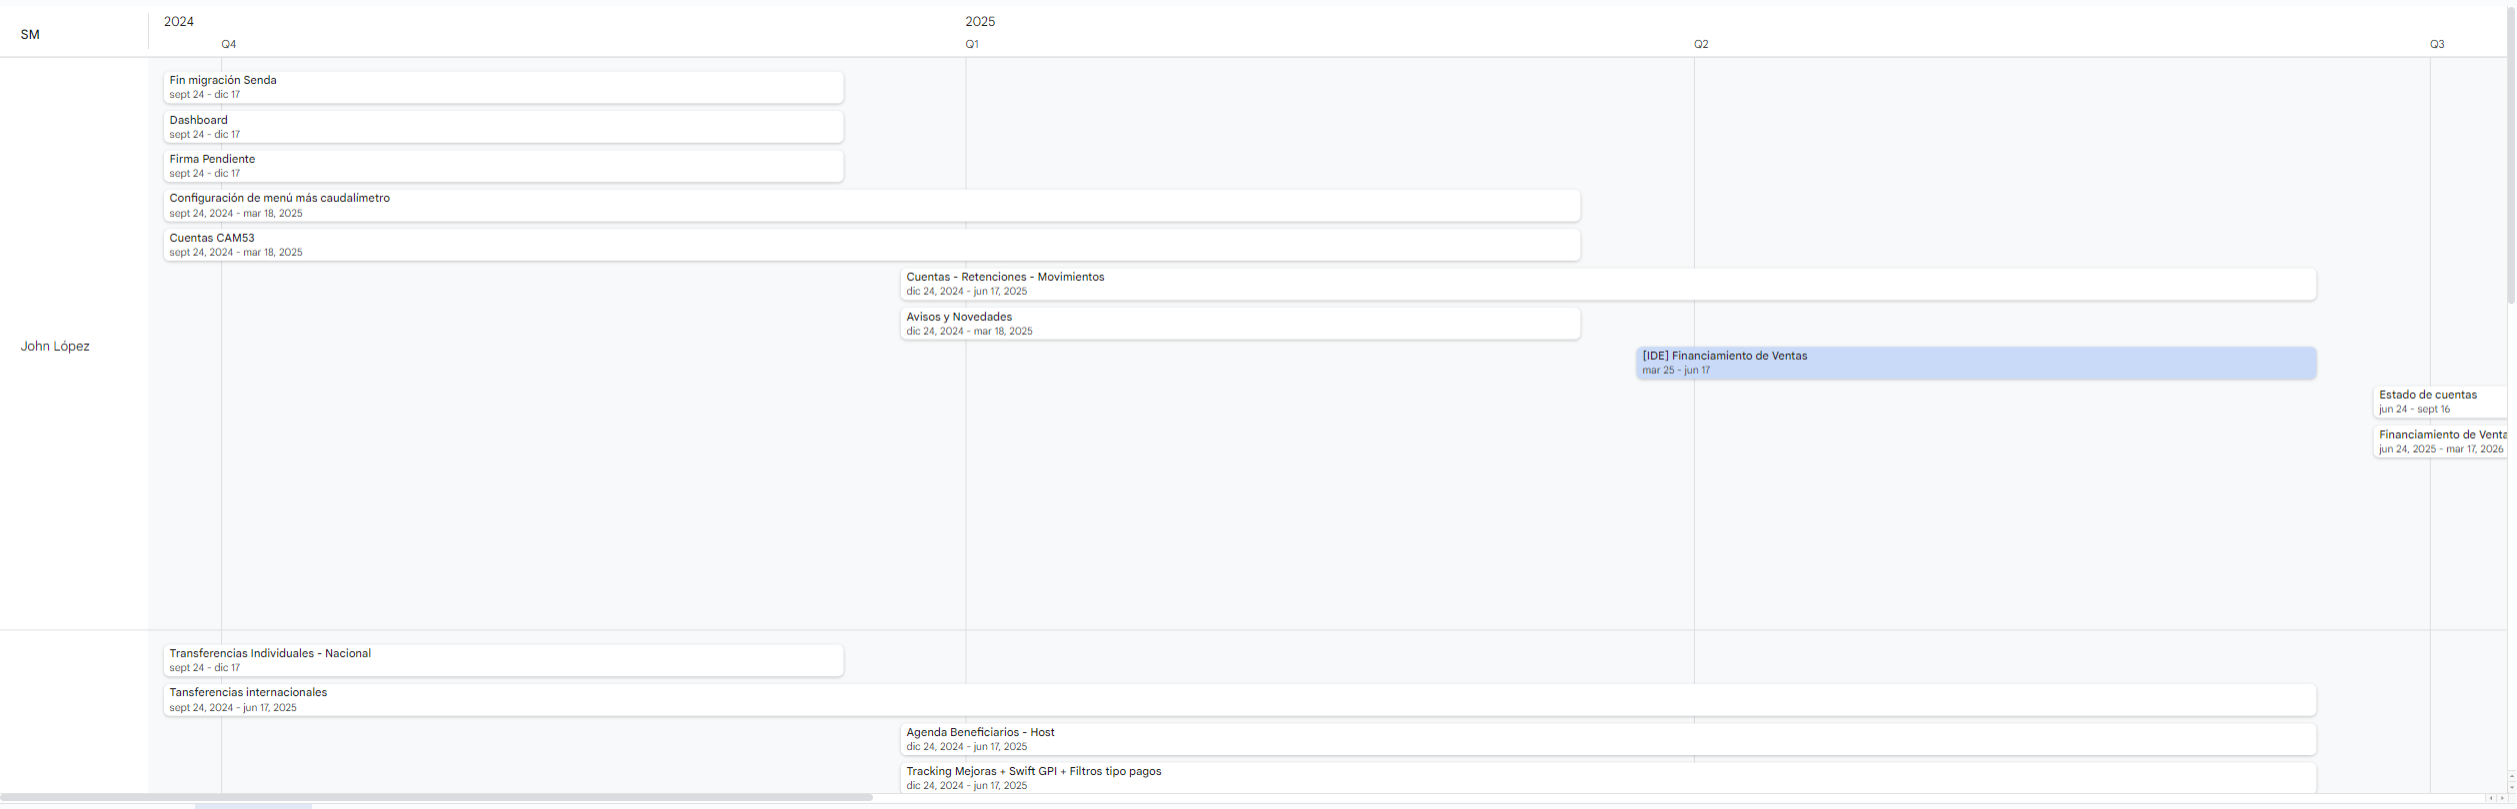 SM
2024
2025
Q4
Q1
Q2
Q3
John López
Fin migración Senda
sept 24 - dic 17
Dashboard
sept 24 - dic 17
Firma Pendiente
sept 24 - dic 17
Configuración de menú más caudalímetro
sept 24, 2024 - mar 18, 2025
Cuentas CAM53
sept 24, 2024 - mar 18, 2025
Cuentas - Retenciones - Movimientos
dic 24, 2024 - jun 17, 2025
Avisos y Novedades
dic 24, 2024 - mar 18, 2025
[IDE] Financiamiento de Ventas
mar 25 - jun 17
Estado de cuentas
jun 24 - sept 16
Financiamiento de Venta
jun 24, 2025 - mar 17, 2026
Transferencias Individuales - Nacional
sept 24 - dic 17
Tansferencias internacionales
sept 24, 2024 - jun 17, 2025
Agenda Beneficiarios - Host
dic 24, 2024 - jun 17, 2025
Tracking Mejoras + Swift GPI + Filtros tipo pagos
dic 24, 2024 - jun 17, 2025